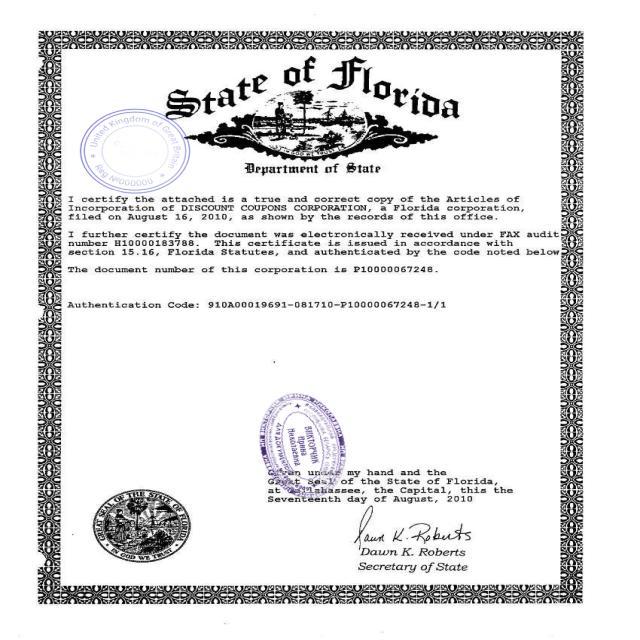 State of Florida
Department of State
United Kingdom of Great Britain
Reg №000000
I certify the attached is a true and correct copy of the Articles of
Incorporation of DISCOUNT COUPONS CORPORATION, a Florida corporation,
filed on August 16, 2010, as shown by the records of this office.
I further certify the document was electronically received under FAX audit
number H10000183788. This certificate is issued in accordance with
section 15.16, Florida Statutes, and authenticated by the code noted below
The document number of this corporation is P10000067248.
Authentication Code: 910A00019691-081710-P10000067248-1/1
ВИКТОРЧИК
Ирина
Николаевна
Given under my hand and the
Great Seal of the State of Florida,
at Tallahassee, the Capital, this the
Seventeenth day of August, 2010
GREAT SEAL OF THE STATE OF FLORIDA
IN GOD WE TRUST
Dawn K. Roberts
Dawn K. Roberts
Secretary of State